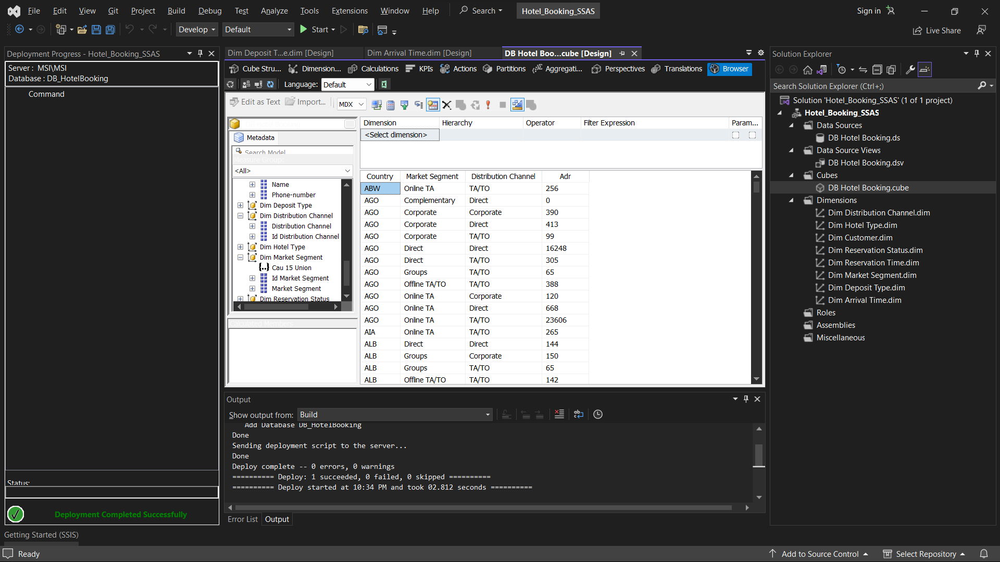 File Edit View Git Project Build Debug Test Analyze Tools Extensions Window Help Search Hotel_Booking_SSAS Sign in
Develop Default Start Live Share
Deployment Progress - Hotel_Booking_SSAS
Server : MSI\MSI
Database : DB_HotelBooking
Command
Status:
Deployment Completed Successfully
Dim Deposit T...e.dim [Design] Dim Arrival Time.dim [Design] DB Hotel Boo...cube [Design]
Cube Stru... Dimension... Calculations KPIs Actions Partitions Aggregati... Perspectives Translations Browser
Language: Default
Edit as Text Import... MDX
Metadata
Search Model
Measure Group:
<All>
Name
Phone-number
Dim Deposit Type
Dim Distribution Channel
Distribution Channel
Id Distribution Channel
Dim Hotel Type
Dim Market Segment
Cau 15 Union
Id Market Segment
Market Segment
Dim Reservation Status
Calculated Members
Dimension Hierarchy Operator Filter Expression Param...
<Select dimension>
Country Market Segment Distribution Channel Adr
ABW Online TA TA/TO 256
AGO Complementary Direct 0
AGO Corporate Corporate 390
AGO Corporate Direct 413
AGO Corporate TA/TO 99
AGO Direct Direct 16248
AGO Direct TA/TO 305
AGO Groups TA/TO 65
AGO Offline TA/TO TA/TO 388
AGO Online TA Corporate 120
AGO Online TA Direct 668
AGO Online TA TA/TO 23606
AIA Online TA TA/TO 265
ALB Direct Direct 144
ALB Groups Corporate 150
ALB Groups TA/TO 65
ALB Offline TA/TO TA/TO 142
Output
Show output from: Build
Add Database DB_HotelBooking
Done
Sending deployment script to the server...
Done
Deploy complete -- 0 errors, 0 warnings
========== Deploy: 1 succeeded, 0 failed, 0 skipped ==========
========== Deploy started at 10:34 PM and took 02.812 seconds ==========
Error List Output
Solution Explorer
Search Solution Explorer (Ctrl+;)
Solution 'Hotel_Booking_SSAS' (1 of 1 project)
Hotel_Booking_SSAS
Data Sources
DB Hotel Booking.ds
Data Source Views
DB Hotel Booking.dsv
Cubes
DB Hotel Booking.cube
Dimensions
Dim Distribution Channel.dim
Dim Hotel Type.dim
Dim Customer.dim
Dim Reservation Status.dim
Dim Reservation Time.dim
Dim Market Segment.dim
Dim Deposit Type.dim
Dim Arrival Time.dim
Roles
Assemblies
Miscellaneous
Getting Started (SSIS)
Ready Add to Source Control Select Repository